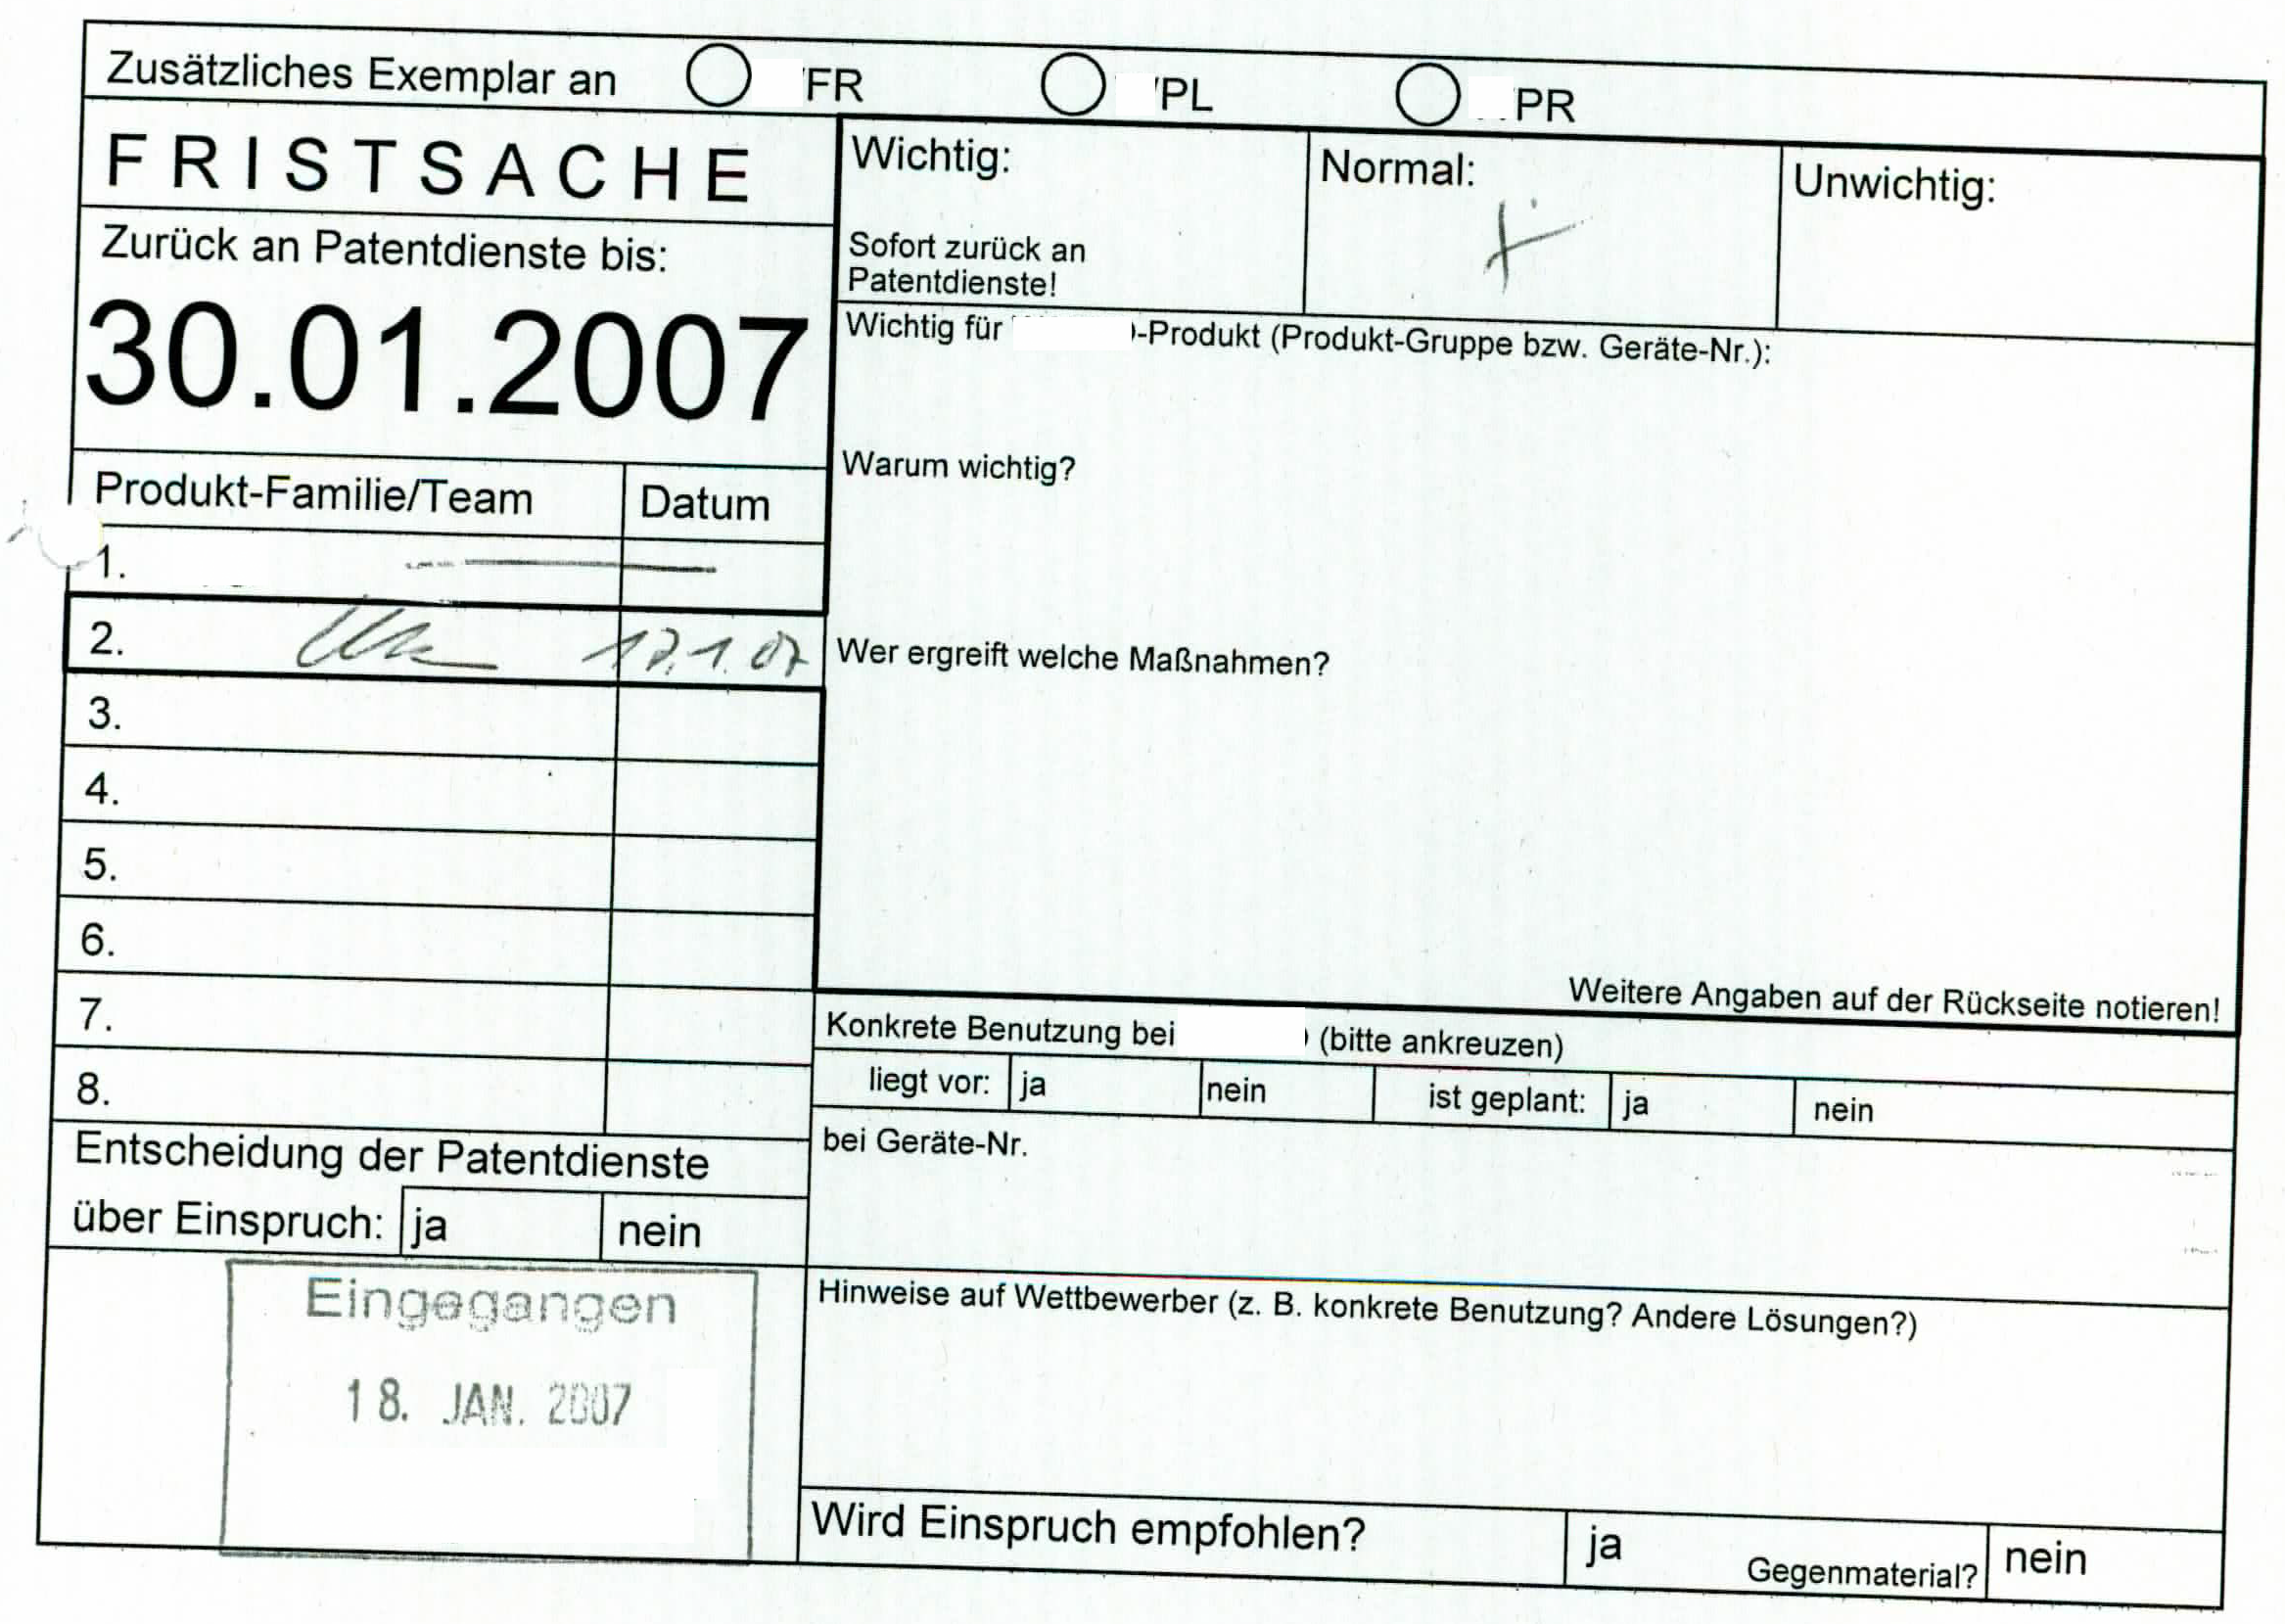 Zusätzliches Exemplar an /FR /PL PR
FRISTSACHE
Zurück an Patentdienste bis:
30.01.2007
Produkt-Familie/Team Datum
1.
2. 17.1.07
3.
4.
5.
6.
7.
8.
Entscheidung der Patentdienste
über Einspruch: ja nein
Eingegangen
18. JAN. 2007
Wichtig: Normal: Unwichtig:
Sofort zurück an
Patentdienste!
Wichtig für -Produkt (Produkt-Gruppe bzw. Geräte-Nr.):
Warum wichtig?
Wer ergreift welche Maßnahmen?
Weitere Angaben auf der Rückseite notieren!
Konkrete Benutzung bei (bitte ankreuzen)
liegt vor: ja nein ist geplant: ja nein
bei Geräte-Nr.
Hinweise auf Wettbewerber (z. B. konkrete Benutzung? Andere Lösungen?)
Wird Einspruch empfohlen? ja Gegenmaterial? nein